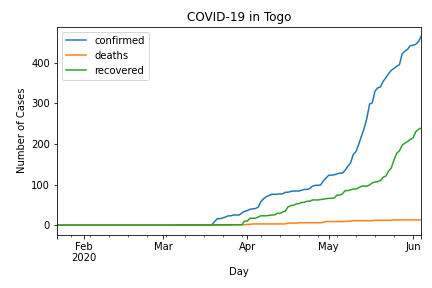 COVID-19 in Togo
confirmed
deaths
recovered
Number of Cases
400
300
200
100
0
Feb
2020
Mar
Apr
May
Jun
Day